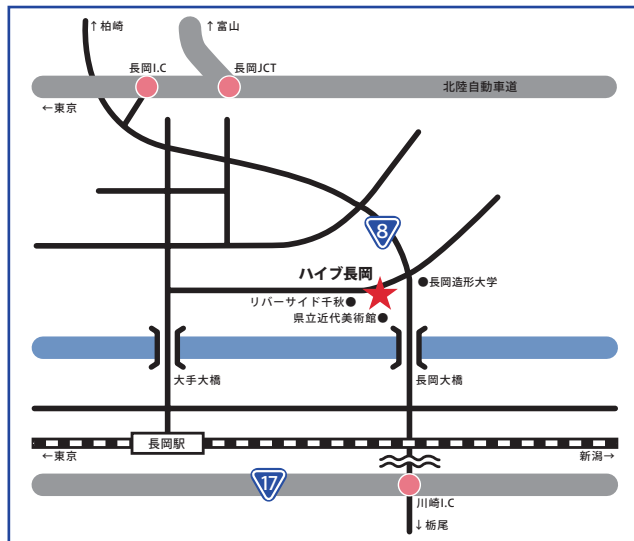 ↑柏崎
↑富山
長岡I.C
長岡JCT
北陸自動車道
←東京
8
ハイブ長岡
長岡造形大学
リバーサイド千秋
県立近代美術館
大手大橋
長岡大橋
長岡駅
←東京
新潟→
17
川崎I.C
↓栃尾